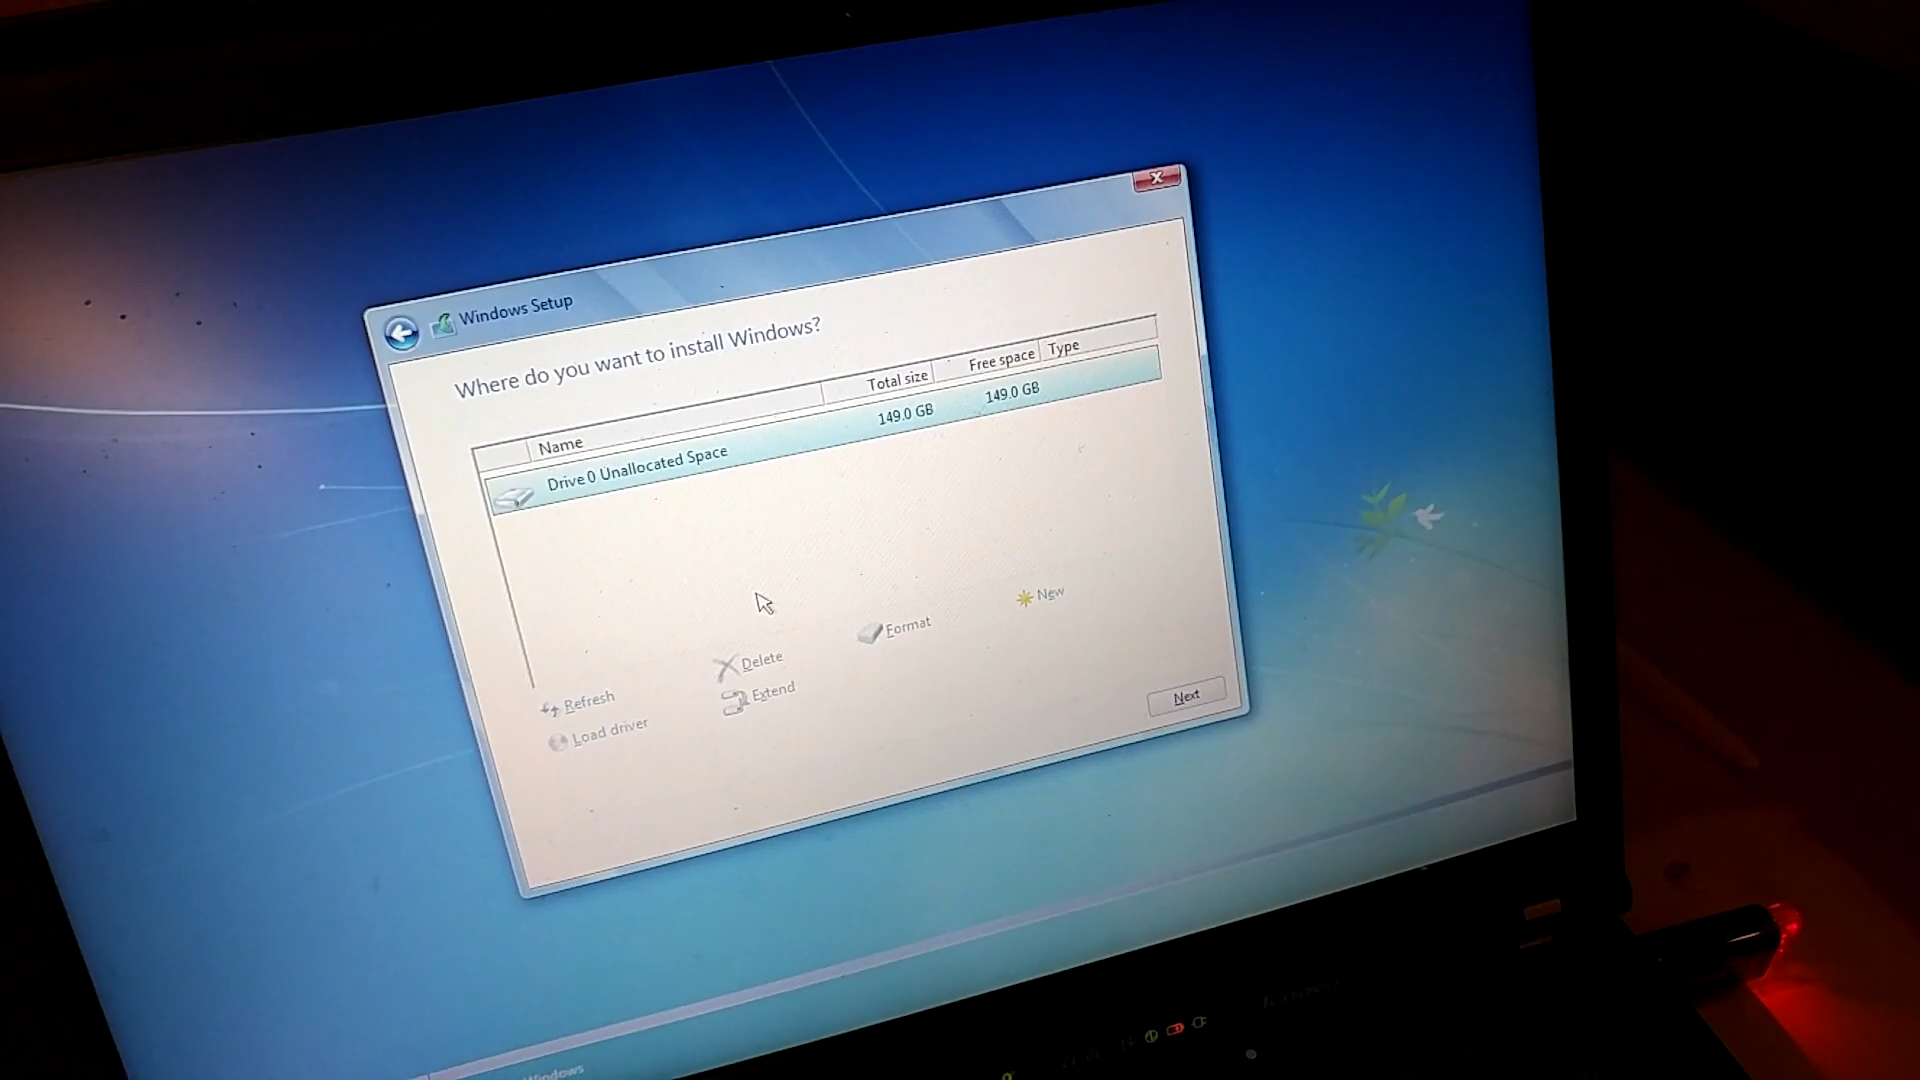 Windows Setup
Where do you want to install Windows?
Name Total size Free space Type
Drive 0 Unallocated Space 149.0 GB 149.0 GB
Refresh Delete Format New
Load driver Extend
Next
Windows